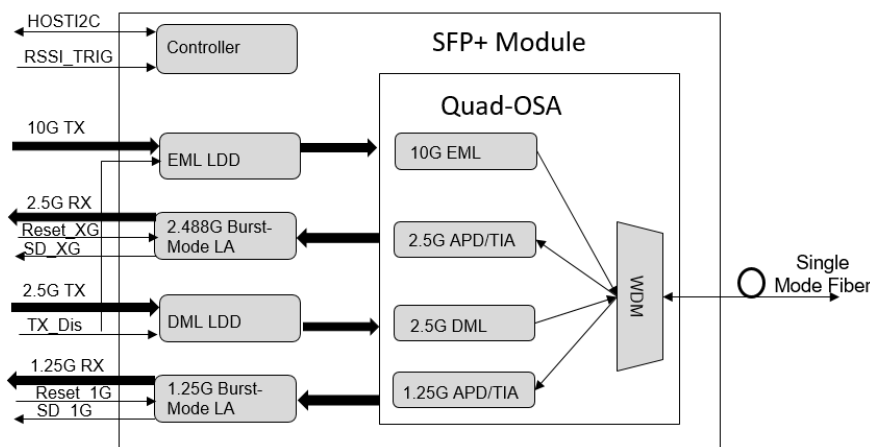 HOSTI2C
RSSI_TRIG
Controller
SFP+ Module
Quad-OSA
10G TX
EML LDD
10G EML
2.5G RX
Reset_XG
SD_XG
2.488G Burst-
Mode LA
2.5G APD/TIA
WDM
Single
Mode Fiber
2.5G TX
TX_Dis
DML LDD
2.5G DML
1.25G RX
Reset_1G
SD_1G
1.25G Burst-
Mode LA
1.25G APD/TIA